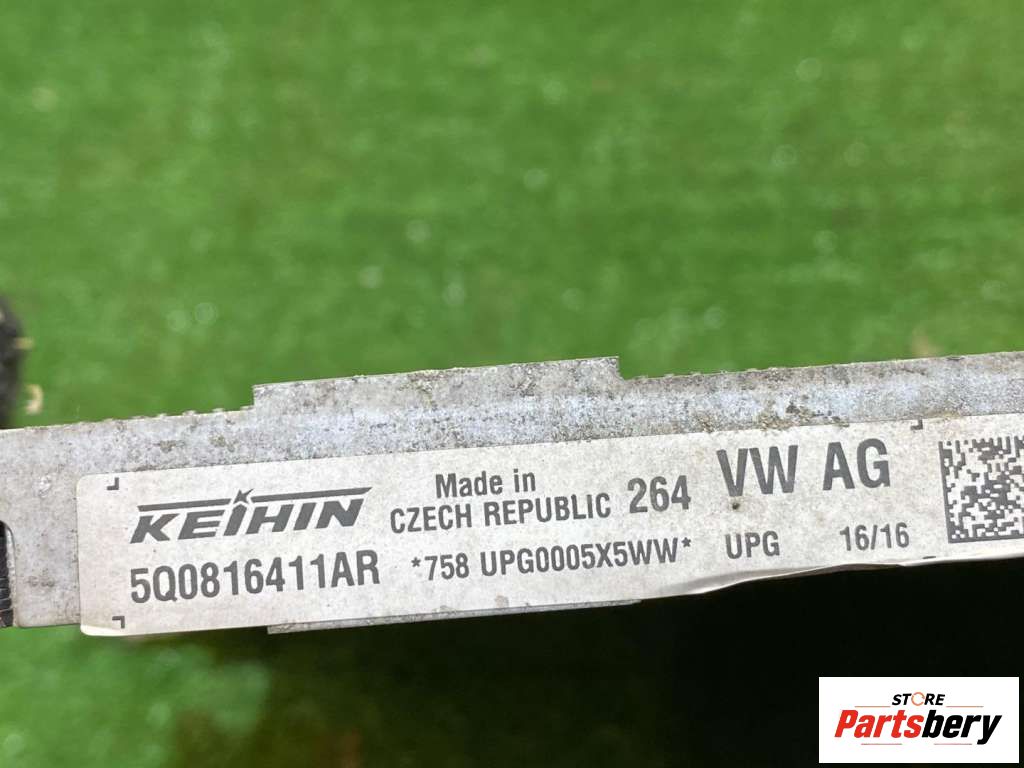 KEIHIN Made in CZECH REPUBLIC 264 VW AG
5Q0816411AR *758 UPG0005X5WW* UPG 16/16
STORE
Partsbery